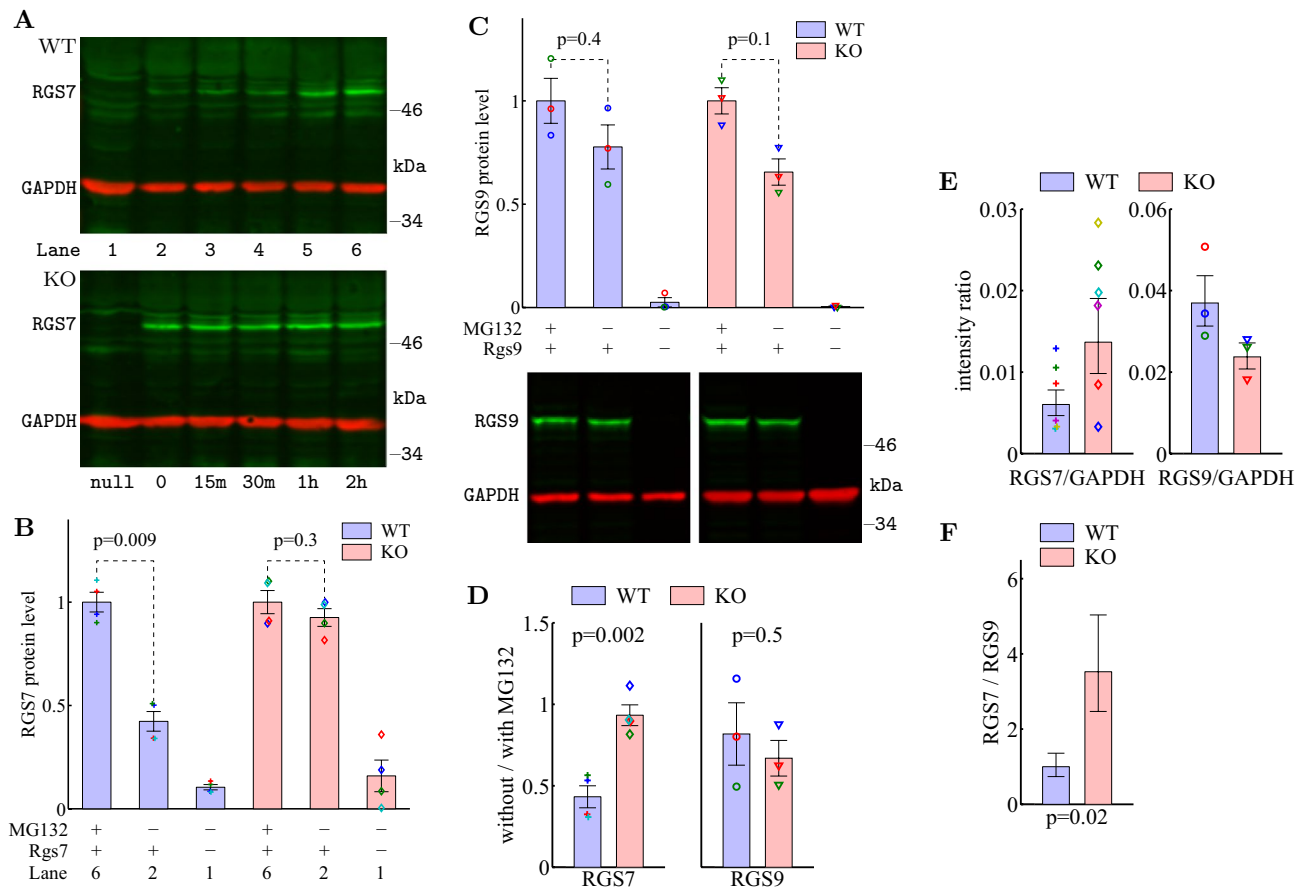 A
WT
RGS7
−46
kDa
GAPDH
−34
Lane 1 2 3 4 5 6
KO
RGS7
−46
kDa
GAPDH
−34
null 0 15m 30m 1h 2h
B
WT
KO
p=0.009
p=0.3
RGS7 protein level
1
0.5
0
MG132 + − − + − −
Rgs7 + + − + + −
Lane 6 2 1 6 2 1
C
WT
KO
p=0.4
p=0.1
RGS9 protein level
1
0.5
0
MG132 + − − + − −
Rgs9 + + − + + −
RGS9
−46
kDa
GAPDH
−34
D
WT KO
without / with MG132
1.5
1
0.5
0
p=0.002
p=0.5
RGS7 RGS9
E
WT KO
intensity ratio
0.03
0.02
0.01
0.00
0.06
0.04
0.02
0.00
RGS7/GAPDH RGS9/GAPDH
F
WT
KO
RGS7 / RGS9
6
4
2
0
p=0.02